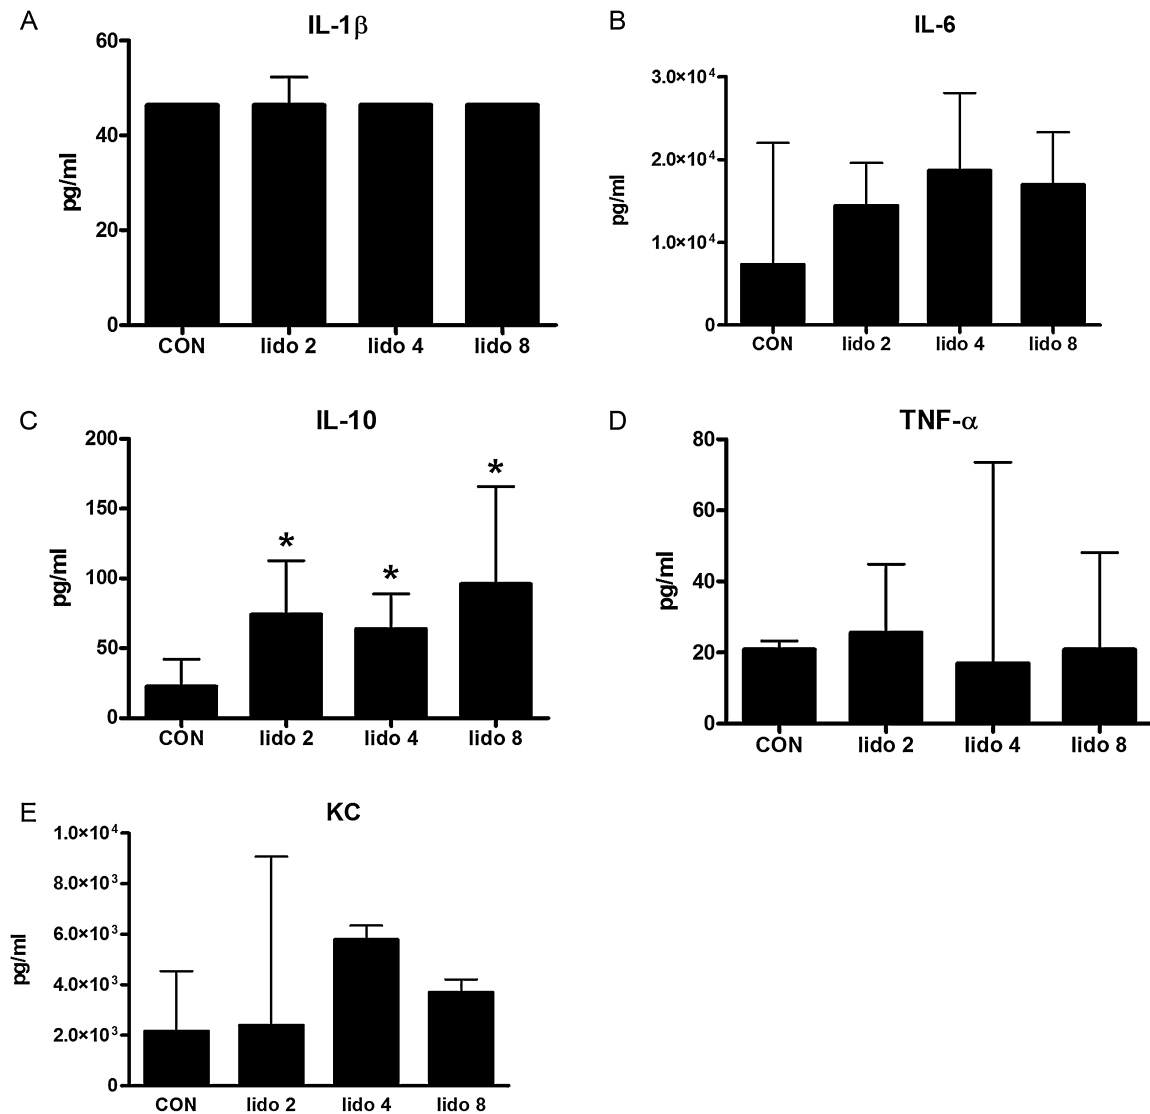 A
IL-1β
60
40
20
0
pg/ml
CON lido 2 lido 4 lido 8
B
IL-6
3.0×10⁴
2.0×10⁴
1.0×10⁴
0
pg/ml
CON lido 2 lido 4 lido 8
C
IL-10
200
150
100
50
0
pg/ml
* * *
CON lido 2 lido 4 lido 8
D
TNF-α
80
60
40
20
0
pg/ml
CON lido 2 lido 4 lido 8
E
KC
1.0×10⁴
8.0×10³
6.0×10³
4.0×10³
2.0×10³
0
pg/ml
CON lido 2 lido 4 lido 8